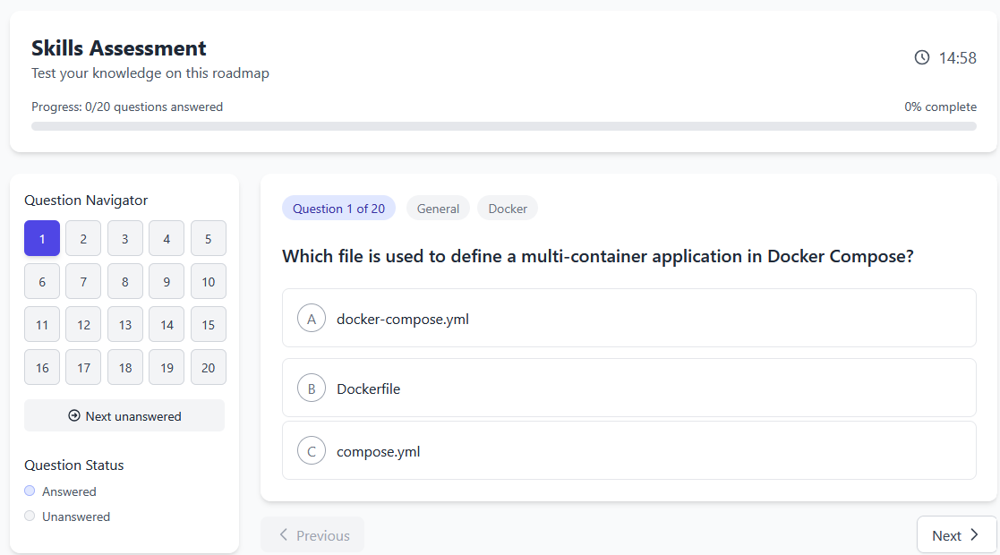 Skills Assessment
Test your knowledge on this roadmap
14:58
Progress: 0/20 questions answered
0% complete
Question Navigator
1 2 3 4 5
6 7 8 9 10
11 12 13 14 15
16 17 18 19 20
Next unanswered
Question Status
Answered
Unanswered
Question 1 of 20 General Docker
Which file is used to define a multi-container application in Docker Compose?
A docker-compose.yml
B Dockerfile
C compose.yml
Previous
Next